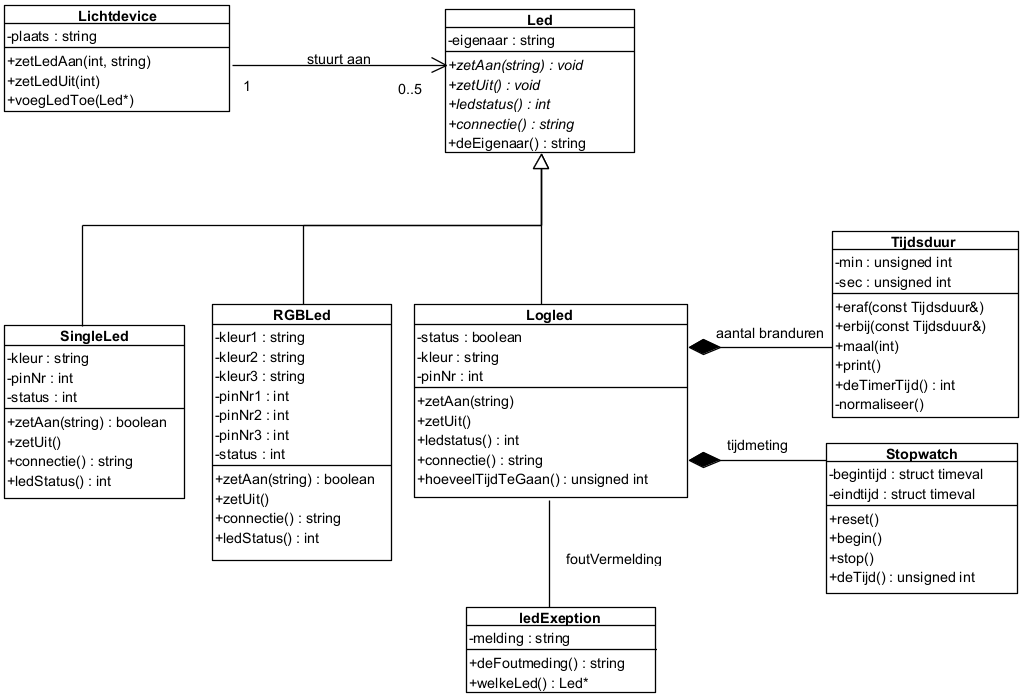 Lichtdevice
-plaats : string
+zetLedAan(int, string)
+zetLedUit(int)
+voegLedToe(Led*)
stuurt aan
1
0..5
Led
-eigenaar : string
+zetAan(string) : void
+zetUit() : void
+ledstatus() : int
+connectie() : string
+deEigenaar() : string
SingleLed
-kleur : string
-pinNr : int
-status : int
+zetAan(string) : boolean
+zetUit()
+connectie() : string
+ledStatus() : int
RGBLed
-kleur1 : string
-kleur2 : string
-kleur3 : string
-pinNr1 : int
-pinNr2 : int
-pinNr3 : int
-status : int
+zetAan(string) : boolean
+zetUit()
+connectie() : string
+ledStatus() : int
Logled
-status : boolean
-kleur : string
-pinNr : int
+zetAan(string)
+zetUit()
+ledstatus() : int
+connectie() : string
+hoeveelTijdTeGaan() : unsigned int
aantal branduren
Tijdsduur
-min : unsigned int
-sec : unsigned int
+eraf(const Tijdsduur&)
+erbij(const Tijdsduur&)
+maal(int)
+print()
+deTimerTijd() : int
-normaliseer()
tijdmeting
Stopwatch
-begintijd : struct timeval
-eindtijd : struct timeval
+reset()
+begin()
+stop()
+deTijd() : unsigned int
foutVermelding
ledExeption
-melding : string
+deFoutmeding() : string
+welkeLed() : Led*